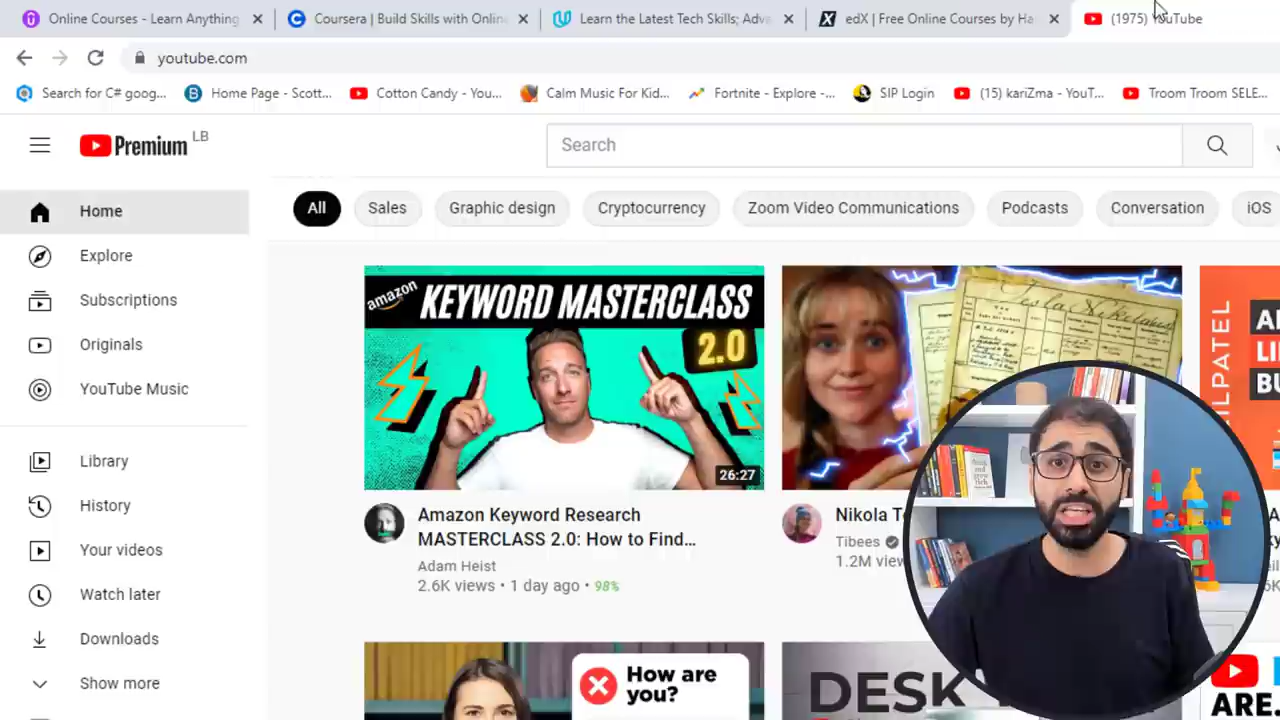 Online Courses - Learn Anything
Coursera | Build Skills with Onlin
Learn the Latest Tech Skills; Adva
edX | Free Online Courses by Ha
(1975) YouTube
youtube.com
Search for C# goog...
Home Page - Scott...
Cotton Candy - You...
Calm Music For Kid...
Fortnite - Explore -...
SIP Login
(15) kariZma - YouT...
Troom Troom SELE...
Premium LB
Search
Home
Explore
Subscriptions
Originals
YouTube Music
Library
History
Your videos
Watch later
Downloads
Show more
All
Sales
Graphic design
Cryptocurrency
Zoom Video Communications
Podcasts
Conversation
iOS
amazon
KEYWORD MASTERCLASS
2.0
26:27
Amazon Keyword Research
MASTERCLASS 2.0: How to Find...
Adam Heist
2.6K views • 1 day ago • 98%
Nikola
Tibees
1.2M view
How are
you?
DESK
ARE.